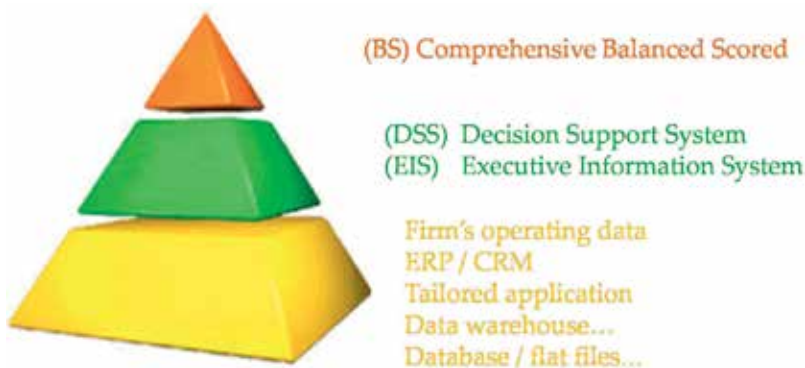 (BS) Comprehensive Balanced Scored
(DSS) Decision Support System
(EIS) Executive Information System
Firm's operating data
ERP / CRM
Tailored application
Data warehouse...
Database / flat files...